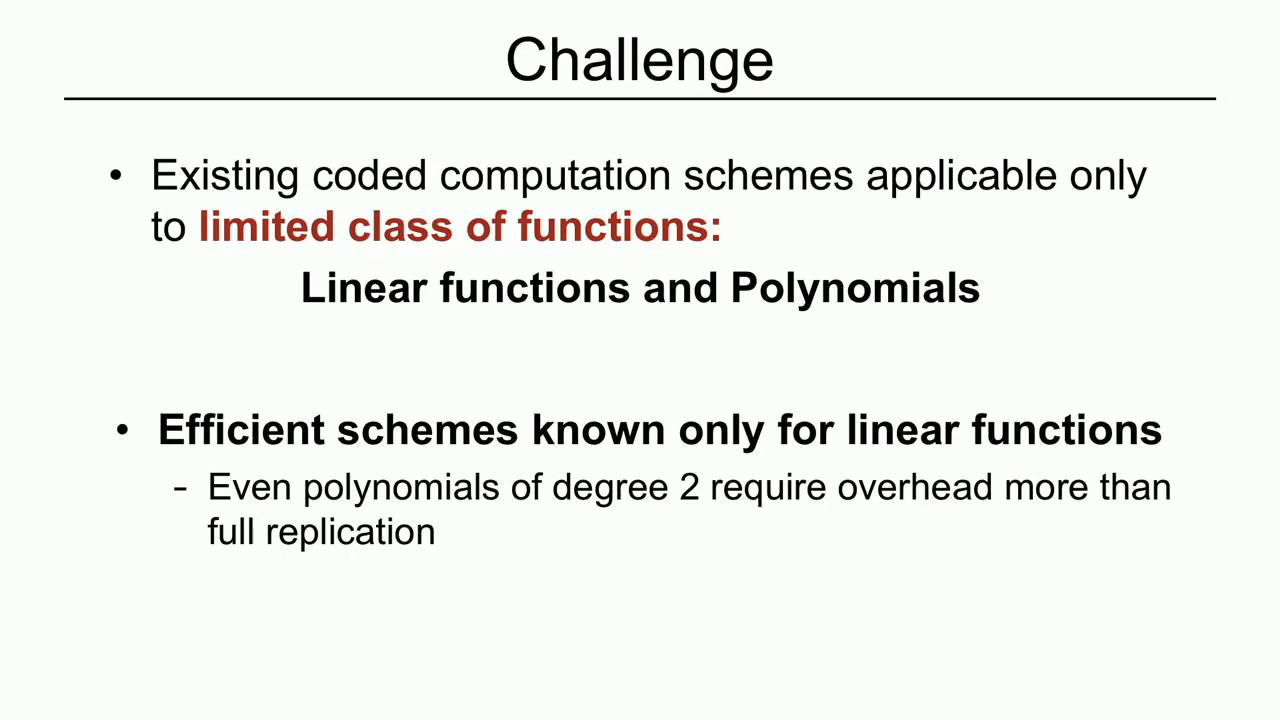 Challenge
• Existing coded computation schemes applicable only
to limited class of functions:
Linear functions and Polynomials
• Efficient schemes known only for linear functions
- Even polynomials of degree 2 require overhead more than
full replication